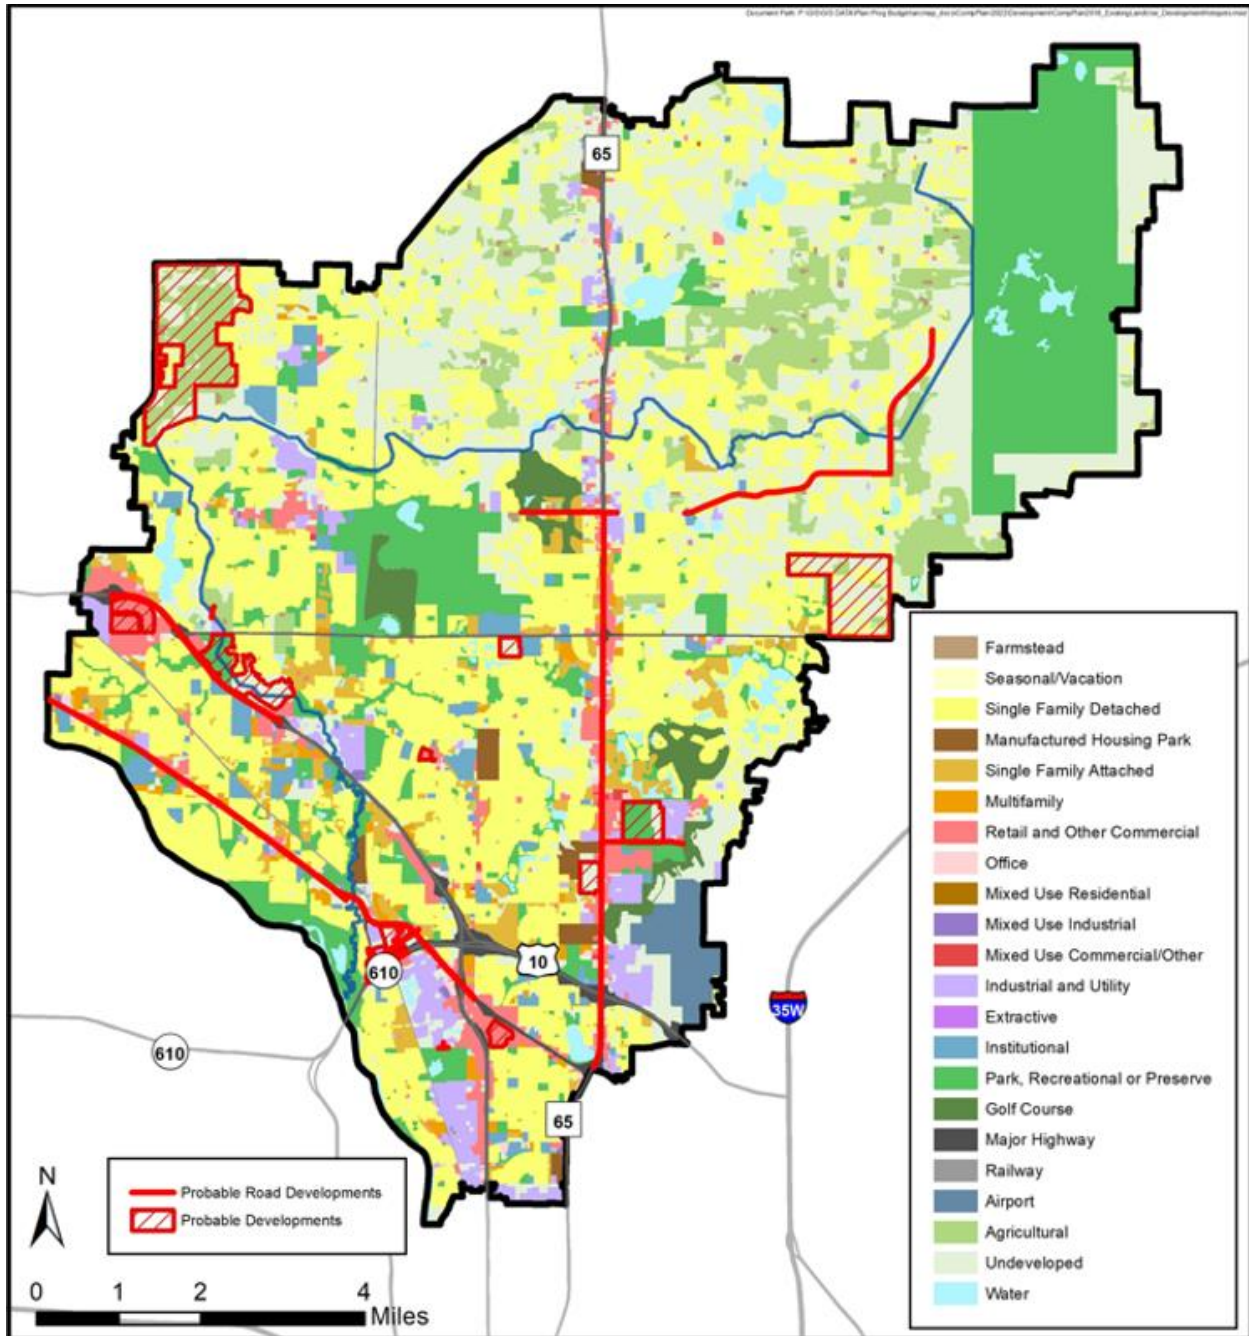 65
610
10
35W
610
65
Farmstead
Seasonal/Vacation
Single Family Detached
Manufactured Housing Park
Single Family Attached
Multifamily
Retail and Other Commercial
Office
Mixed Use Residential
Mixed Use Industrial
Mixed Use Commercial/Other
Industrial and Utility
Extractive
Institutional
Park, Recreational or Preserve
Golf Course
Major Highway
Railway
Airport
Agricultural
Undeveloped
Water
N
Probable Road Developments
Probable Developments
0 1 2 4
Miles